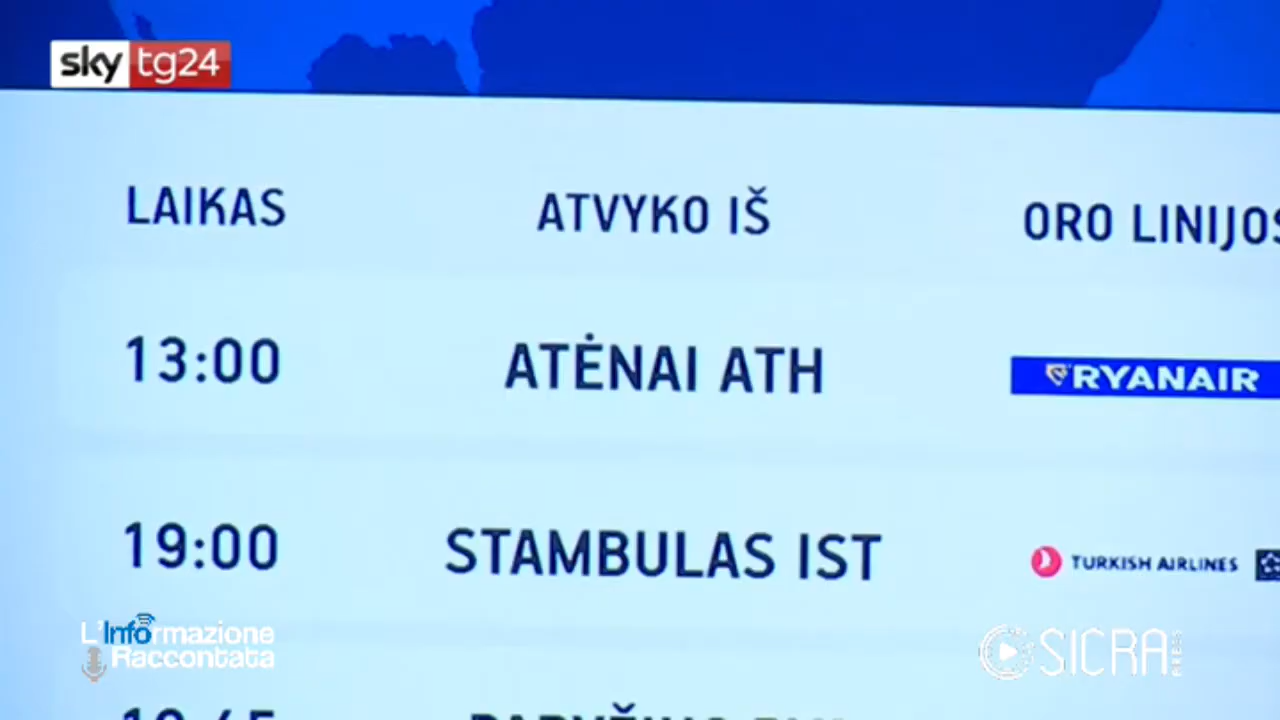 sky tg24
LAIKAS ATVYKO IŠ ORO LINIJOS
13:00 ATĖNAI ATH RYANAIR
19:00 STAMBULAS IST TURKISH AIRLINES
L'Informazione
Raccontata
SICRA PRESS